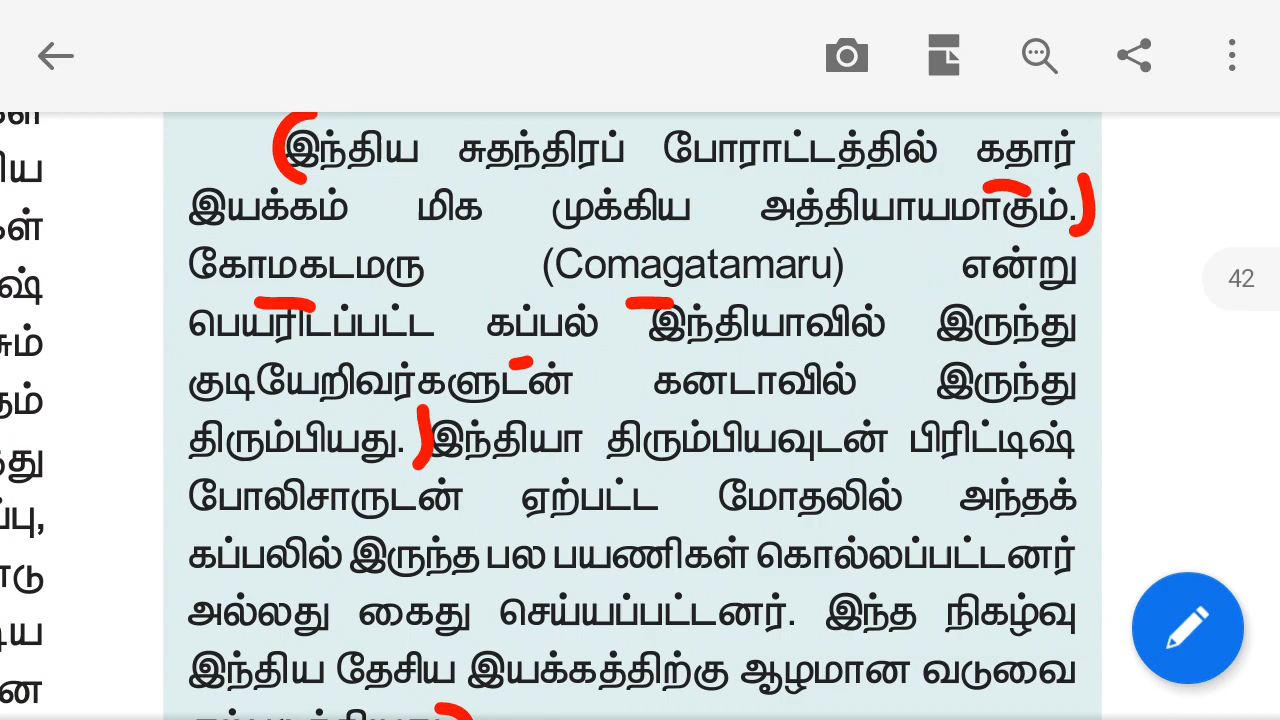 இந்திய சுதந்திரப் போராட்டத்தில் கதார்
இயக்கம் மிக முக்கிய அத்தியாயமாகும்.
கோமகடமரு (Comagatamaru) என்று
பெயரிடப்பட்ட கப்பல் இந்தியாவில் இருந்து
குடியேறிவர்களுடன் கனடாவில் இருந்து
திரும்பியது. இந்தியா திரும்பியவுடன் பிரிட்டிஷ்
போலிசாருடன் ஏற்பட்ட மோதலில் அந்தக்
கப்பலில் இருந்த பல பயணிகள் கொல்லப்பட்டனர்
அல்லது கைது செய்யப்பட்டனர். இந்த நிகழ்வு
இந்திய தேசிய இயக்கத்திற்கு ஆழமான வடுவை
42